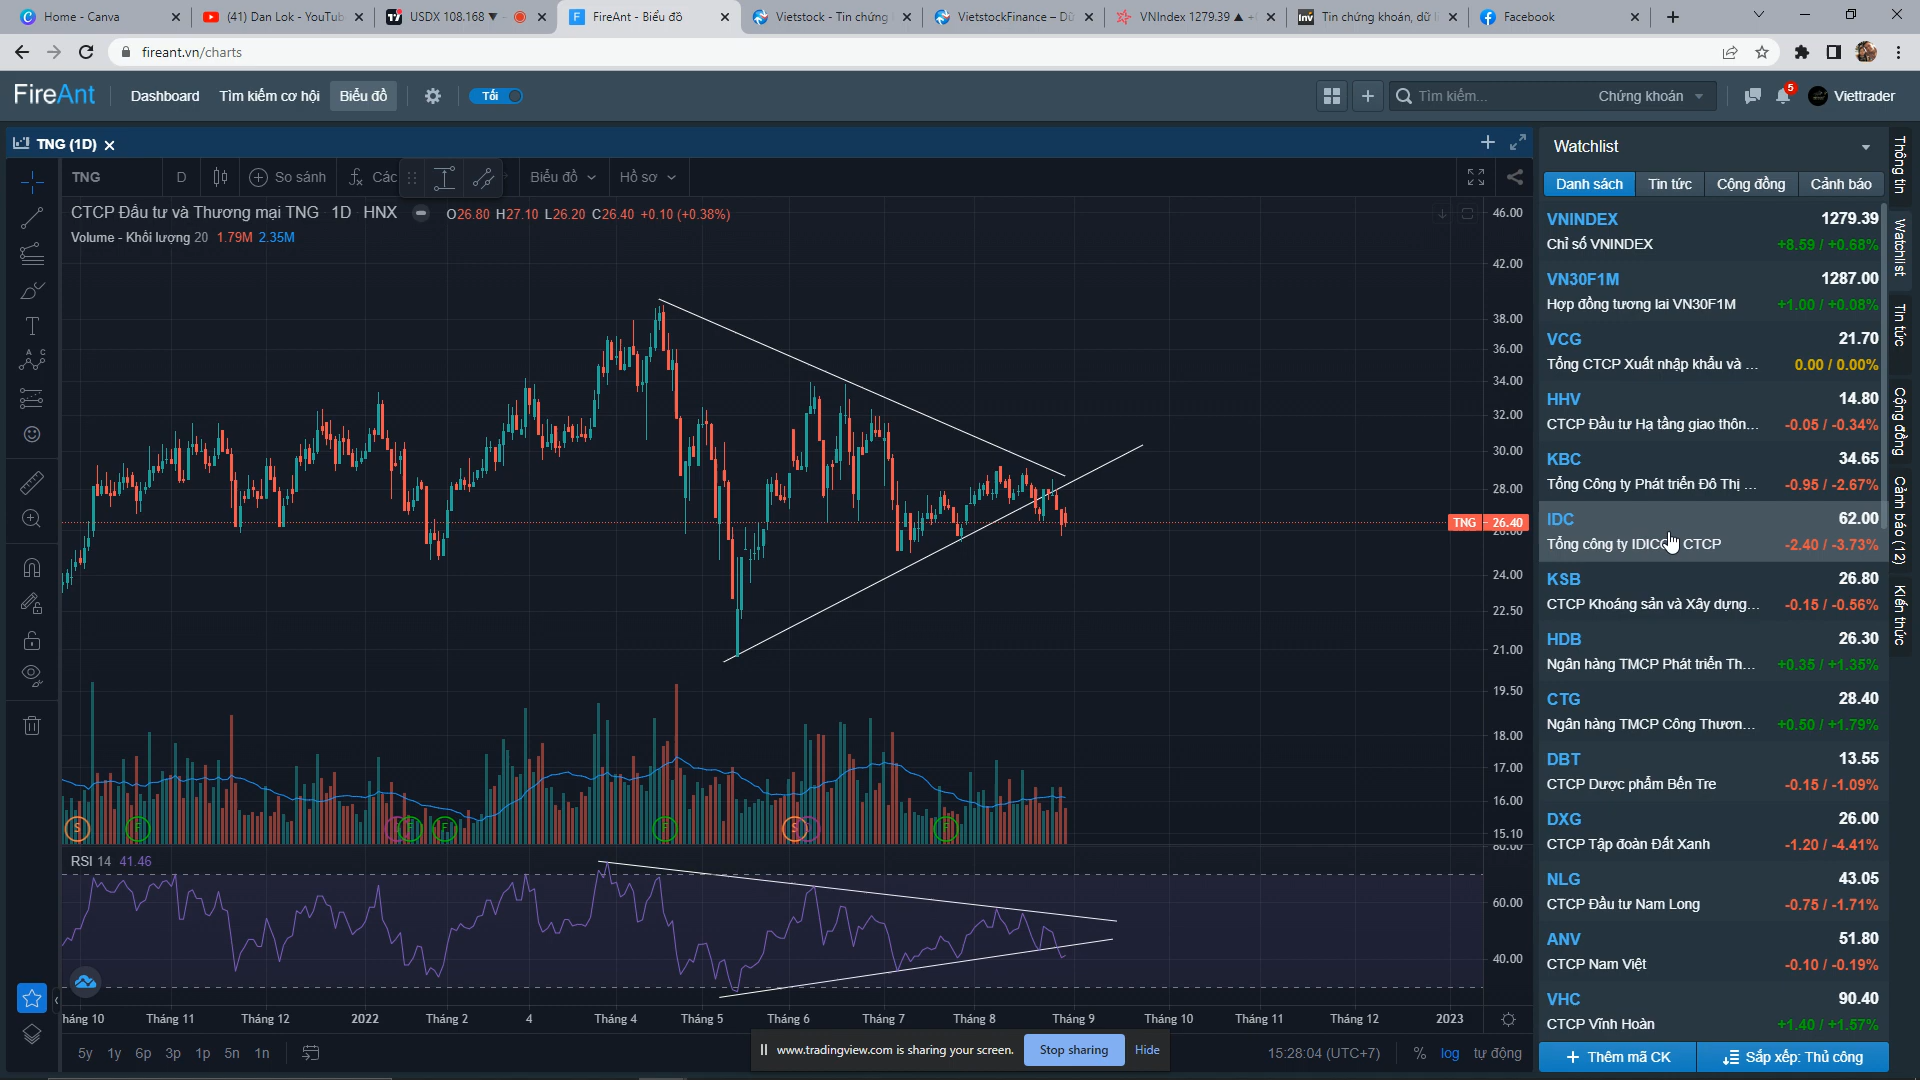 Home - Canva
(41) Dan Lok - YouTub
USDX 108.168 ▼
FireAnt - Biểu đồ
Vietstock - Tin chứng
VietstockFinance –
VNIndex 1279.39 ▲
Tin chứng khoán, dữ
Facebook
fireant.vn/charts
FireAnt
Dashboard
Tìm kiếm cơ hội
Biểu đồ
Tối
Tìm kiếm...
Chứng khoán
5
Viettrader
TNG (1D)
TNG
D
So sánh
Các
Biểu đồ
Hồ sơ
CTCP Đầu tư và Thương mại TNG 1D HNX
O26.80 H27.10 L26.20 C26.40 +0.10 (+0.38%)
Volume - Khối lượng 20 1.79M 2.35M
46.00
42.00
38.00
36.00
34.00
32.00
30.00
28.00
TNG 26.40
26.00
24.00
22.50
21.00
19.50
18.00
17.00
16.00
15.10
RSI 14 41.46
80.00
60.00
40.00
háng 10
Tháng 11
Tháng 12
2022
Tháng 2
4
Tháng 4
Tháng 5
Tháng 6
Tháng 7
Tháng 8
Tháng 9
Tháng 10
Tháng 11
Tháng 12
2023
5y 1y 6p 3p 1p 5n 1n
www.tradingview.com is sharing your screen.
Stop sharing
Hide
15:28:04 (UTC+7)
% log tự động
Watchlist
Danh sách
Tin tức
Cộng đồng
Cảnh báo
VNINDEX 1279.39
Chỉ số VNINDEX +8.59 / +0.68%
VN30F1M 1287.00
Hợp đồng tương lai VN30F1M +1.00 / +0.08%
VCG 21.70
Tổng CTCP Xuất nhập khẩu và ... 0.00 / 0.00%
HHV 14.80
CTCP Đầu tư Hạ tầng giao thôn... -0.05 / -0.34%
KBC 34.65
Tổng Công ty Phát triển Đô Thị ... -0.95 / -2.67%
IDC 62.00
Tổng công ty IDICO CTCP -2.40 / -3.73%
KSB 26.80
CTCP Khoáng sản và Xây dựng... -0.15 / -0.56%
HDB 26.30
Ngân hàng TMCP Phát triển Th... +0.35 / +1.35%
CTG 28.40
Ngân hàng TMCP Công Thươn... +0.50 / +1.79%
DBT 13.55
CTCP Dược phẩm Bến Tre -0.15 / -1.09%
DXG 26.00
CTCP Tập đoàn Đất Xanh -1.20 / -4.41%
NLG 43.05
CTCP Đầu tư Nam Long -0.75 / -1.71%
ANV 51.80
CTCP Nam Việt -0.10 / -0.19%
VHC 90.40
CTCP Vĩnh Hoàn +1.40 / +1.57%
+ Thêm mã CK
Sắp xếp: Thủ công
Thông tin
Watchlist
Tin tức
Cộng đồng
Cảnh báo (12)
Kiến thức